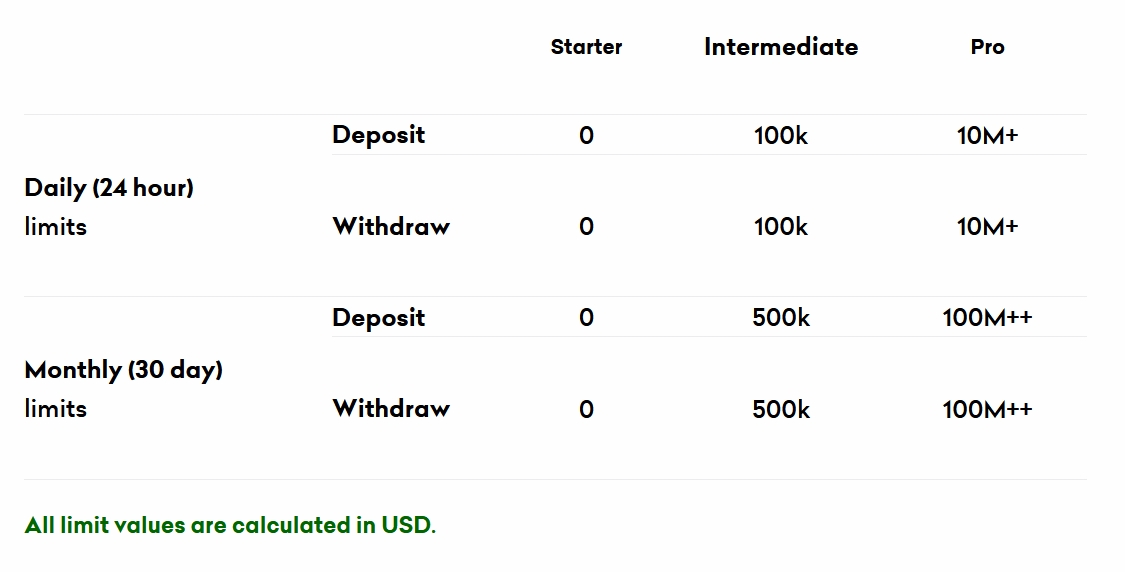 Starter Intermediate Pro
Deposit 0 100k 10M+
Daily (24 hour)
limits Withdraw 0 100k 10M+
Deposit 0 500k 100M++
Monthly (30 day)
limits Withdraw 0 500k 100M++
All limit values are calculated in USD.